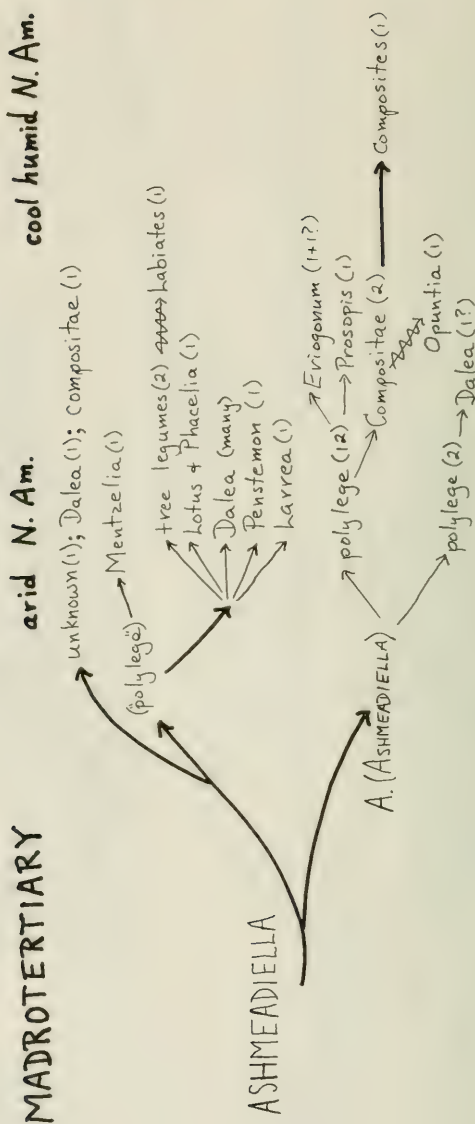 MADROTERTIARY
arid N. Am.
cool humid N. Am.
unknown (1); Dalea (1); Compositae (1)
("polylege")
Mentzelia (1)
tree legumes (2)
Labiates (1)
Lotus & Phacelia (1)
Dalea (many)
Penstemon (1)
Larrea (1)
ASHMEADIELLA
A. (ASHMEADIELLA)
polylege (12)
Eriogonum (1+1?)
Prosopis (1)
Compositae (2)
Composites (1)
Opuntia (1)
polylege (2)
Dalea (1?)